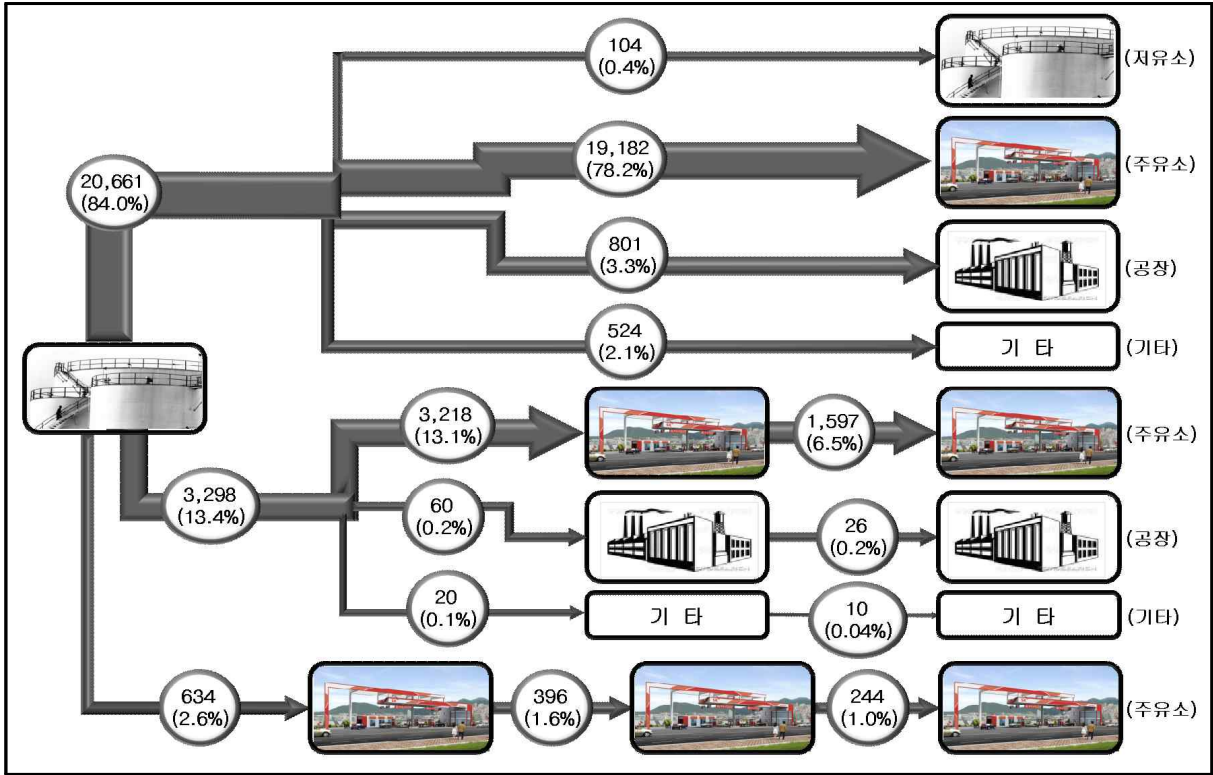 104
(0.4%)
(저유소)
20,661
(84.0%)
19,182
(78.2%)
(주유소)
801
(3.3%)
(공장)
524
(2.1%)
기 타
(기타)
3,298
(13.4%)
3,218
(13.1%)
1,597
(6.5%)
(주유소)
60
(0.2%)
26
(0.2%)
(공장)
20
(0.1%)
기 타
10
(0.04%)
기 타
(기타)
634
(2.6%)
396
(1.6%)
244
(1.0%)
(주유소)